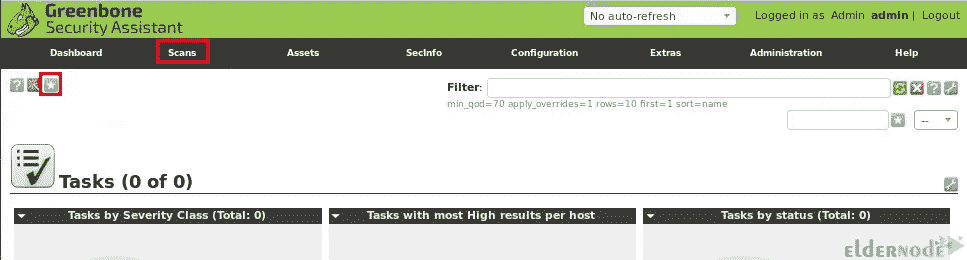 Greenbone
Security Assistant
No auto-refresh
Logged in as Admin admin | Logout
Dashboard Scans Assets SecInfo Configuration Extras Administration Help
Filter:
min_qod=70 apply_overrides=1 rows=10 first=1 sort=name
--
Tasks (0 of 0)
Tasks by Severity Class (Total: 0) Tasks with most High results per host Tasks by status (Total: 0)
ELDERNODE